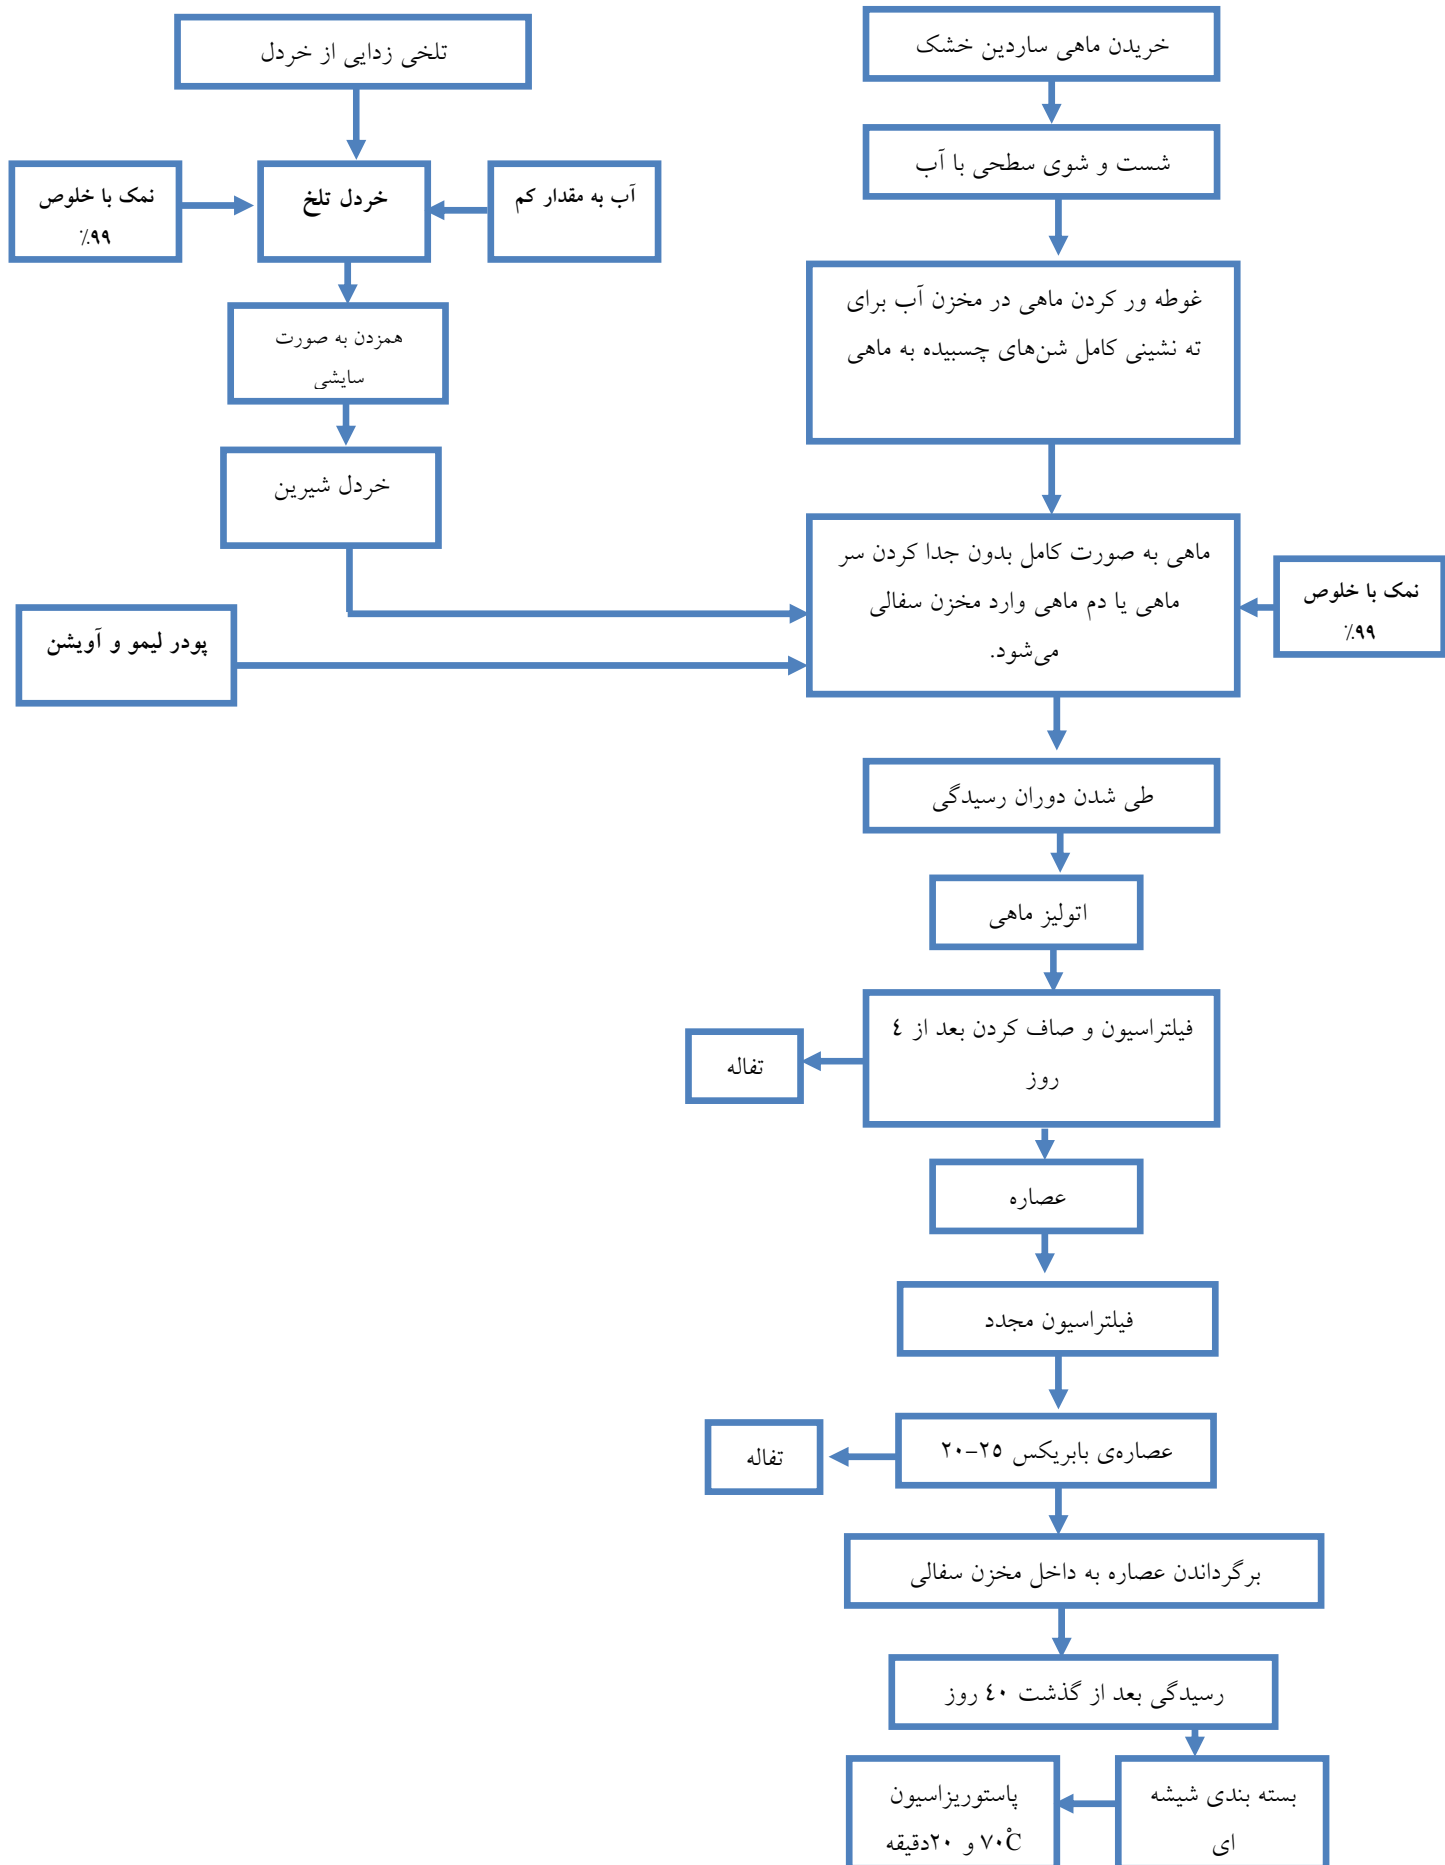 خریدن ماهی ساردین خشک
شست و شوی سطحی با آب
غوطه ور کردن ماهی در مخزن آب برای
ته نشینی کامل شن‌های چسبیده به ماهی
تلخی زدایی از خردل
آب به مقدار کم
خردل تلخ
نمک با خلوص
۹۹٪
همزدن به صورت
سایشی
خردل شیرین
نمک با خلوص
۹۹٪
ماهی به صورت کامل بدون جدا کردن سر
ماهی یا دم ماهی وارد مخزن سفالی
می‌شود.
پودر لیمو و آویشن
طی شدن دوران رسیدگی
اتولیز ماهی
فیلتراسیون و صاف کردن بعد از ٤
روز
تفاله
عصاره
فیلتراسیون مجدد
عصاره‌ی بابریکس ٢٥-٢٠
تفاله
برگرداندن عصاره به داخل مخزن سفالی
رسیدگی بعد از گذشت ٤٠ روز
بسته بندی شیشه
ای
پاستوریزاسیون
٧٠°C و ٢٠دقیقه